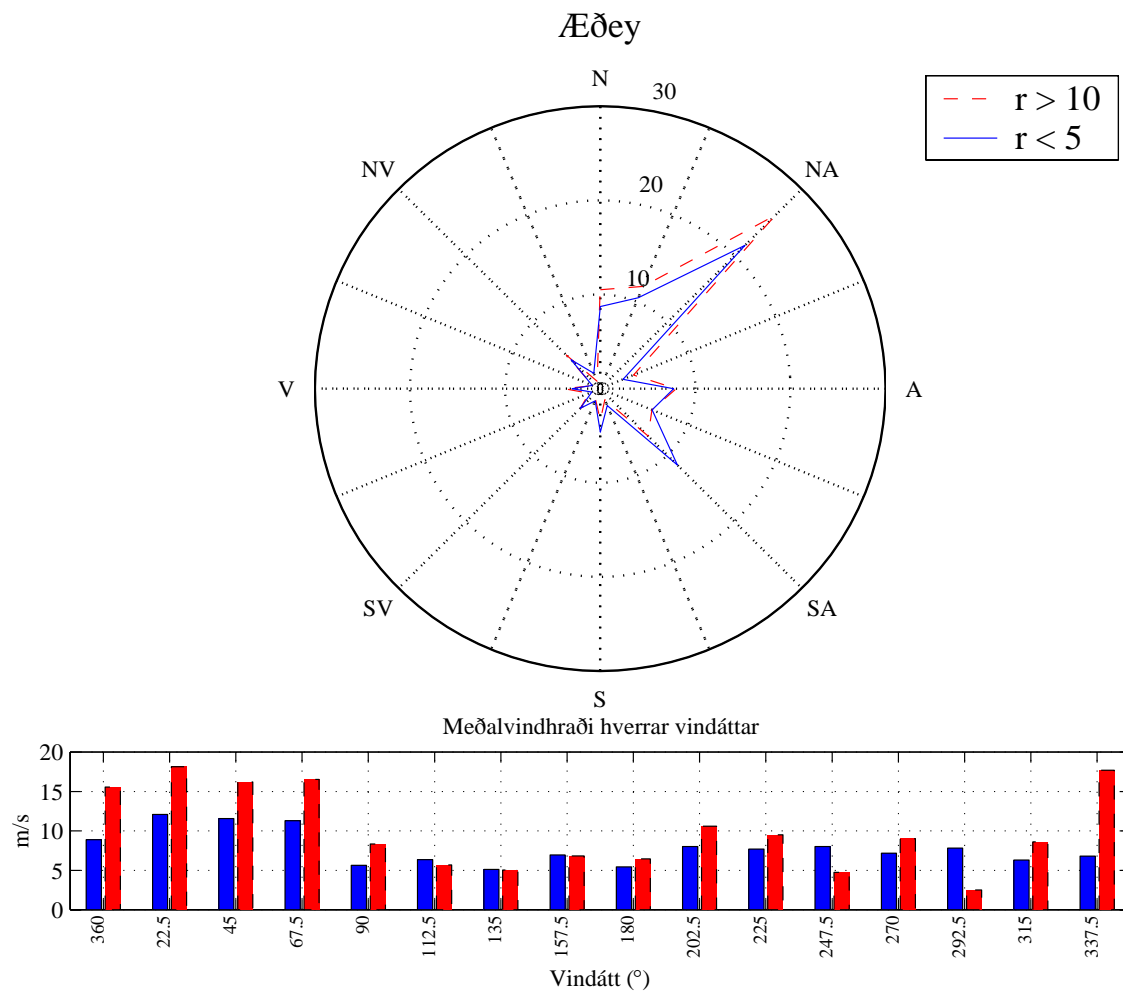 Æðey
N
30
r > 10
r < 5
NV
NA
20
10
V
0
A
SV
SA
S
Meðalvindhraði hverrar vindáttar
20
15
10
5
0
m/s
360 22.5 45 67.5 90 112.5 135 157.5 180 202.5 225 247.5 270 292.5 315 337.5
Vindátt (°)